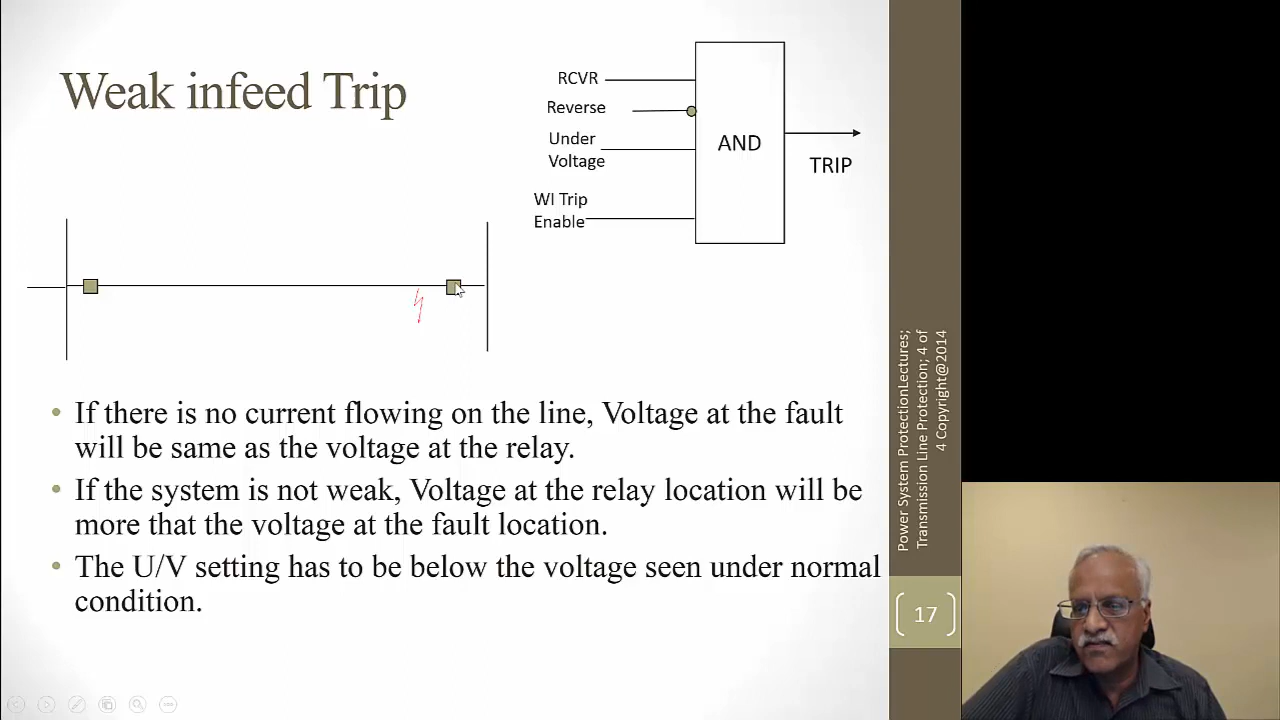 Weak infeed Trip
RCVR
Reverse
Under
Voltage
WI Trip
Enable
AND
TRIP
• If there is no current flowing on the line, Voltage at the fault
will be same as the voltage at the relay.
• If the system is not weak, Voltage at the relay location will be
more that the voltage at the fault location.
• The U/V setting has to be below the voltage seen under normal
condition.
Power System ProtectionLectures;
Transmission Line Protection; 4 of
4 Copyright@2014
17